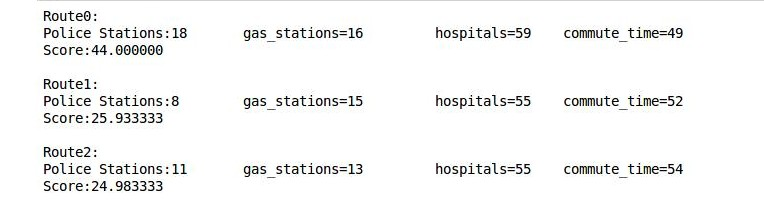 Route0:
Police Stations:18 gas_stations=16 hospitals=59 commute_time=49
Score:44.000000
Route1:
Police Stations:8 gas_stations=15 hospitals=55 commute_time=52
Score:25.933333
Route2:
Police Stations:11 gas_stations=13 hospitals=55 commute_time=54
Score:24.983333